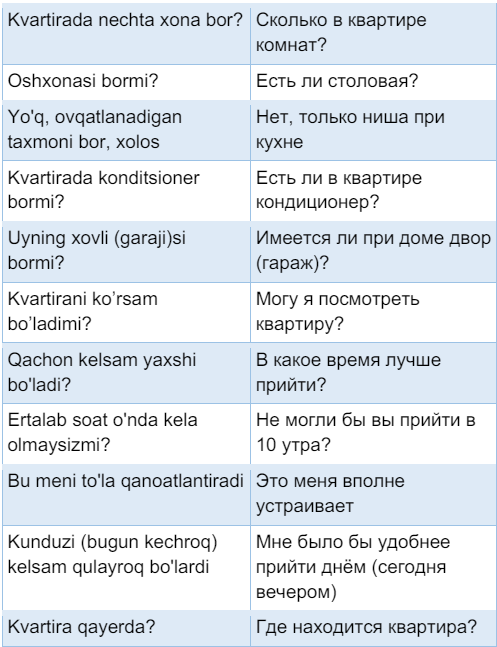 Kvartirada nechta xona bor?
Сколько в квартире
комнат?
Oshxonasi bormi?
Есть ли столовая?
Yo'q, ovqatlanadigan
taxmoni bor, xolos
Нет, только ниша при
кухне
Kvartirada konditsioner
bormi?
Есть ли в квартире
кондиционер?
Uyning xovli (garaji)si
bormi?
Имеется ли при доме двор
(гараж)?
Kvartirani ko’rsam
bo’ladimi?
Могу я посмотреть
квартиру?
Qachon kelsam yaxshi
bo'ladi?
В какое время лучше
прийти?
Ertalab soat o'nda kela
olmaysizmi?
Не могли бы вы прийти в
10 утра?
Bu meni to'la qanoatlantiradi
Это меня вполне
устраивает
Kunduzi (bugun kechroq)
kelsam qulayroq bo'lardi
Мне было бы удобнее
прийти днём (сегодня
вечером)
Kvartira qayerda?
Где находится квартира?